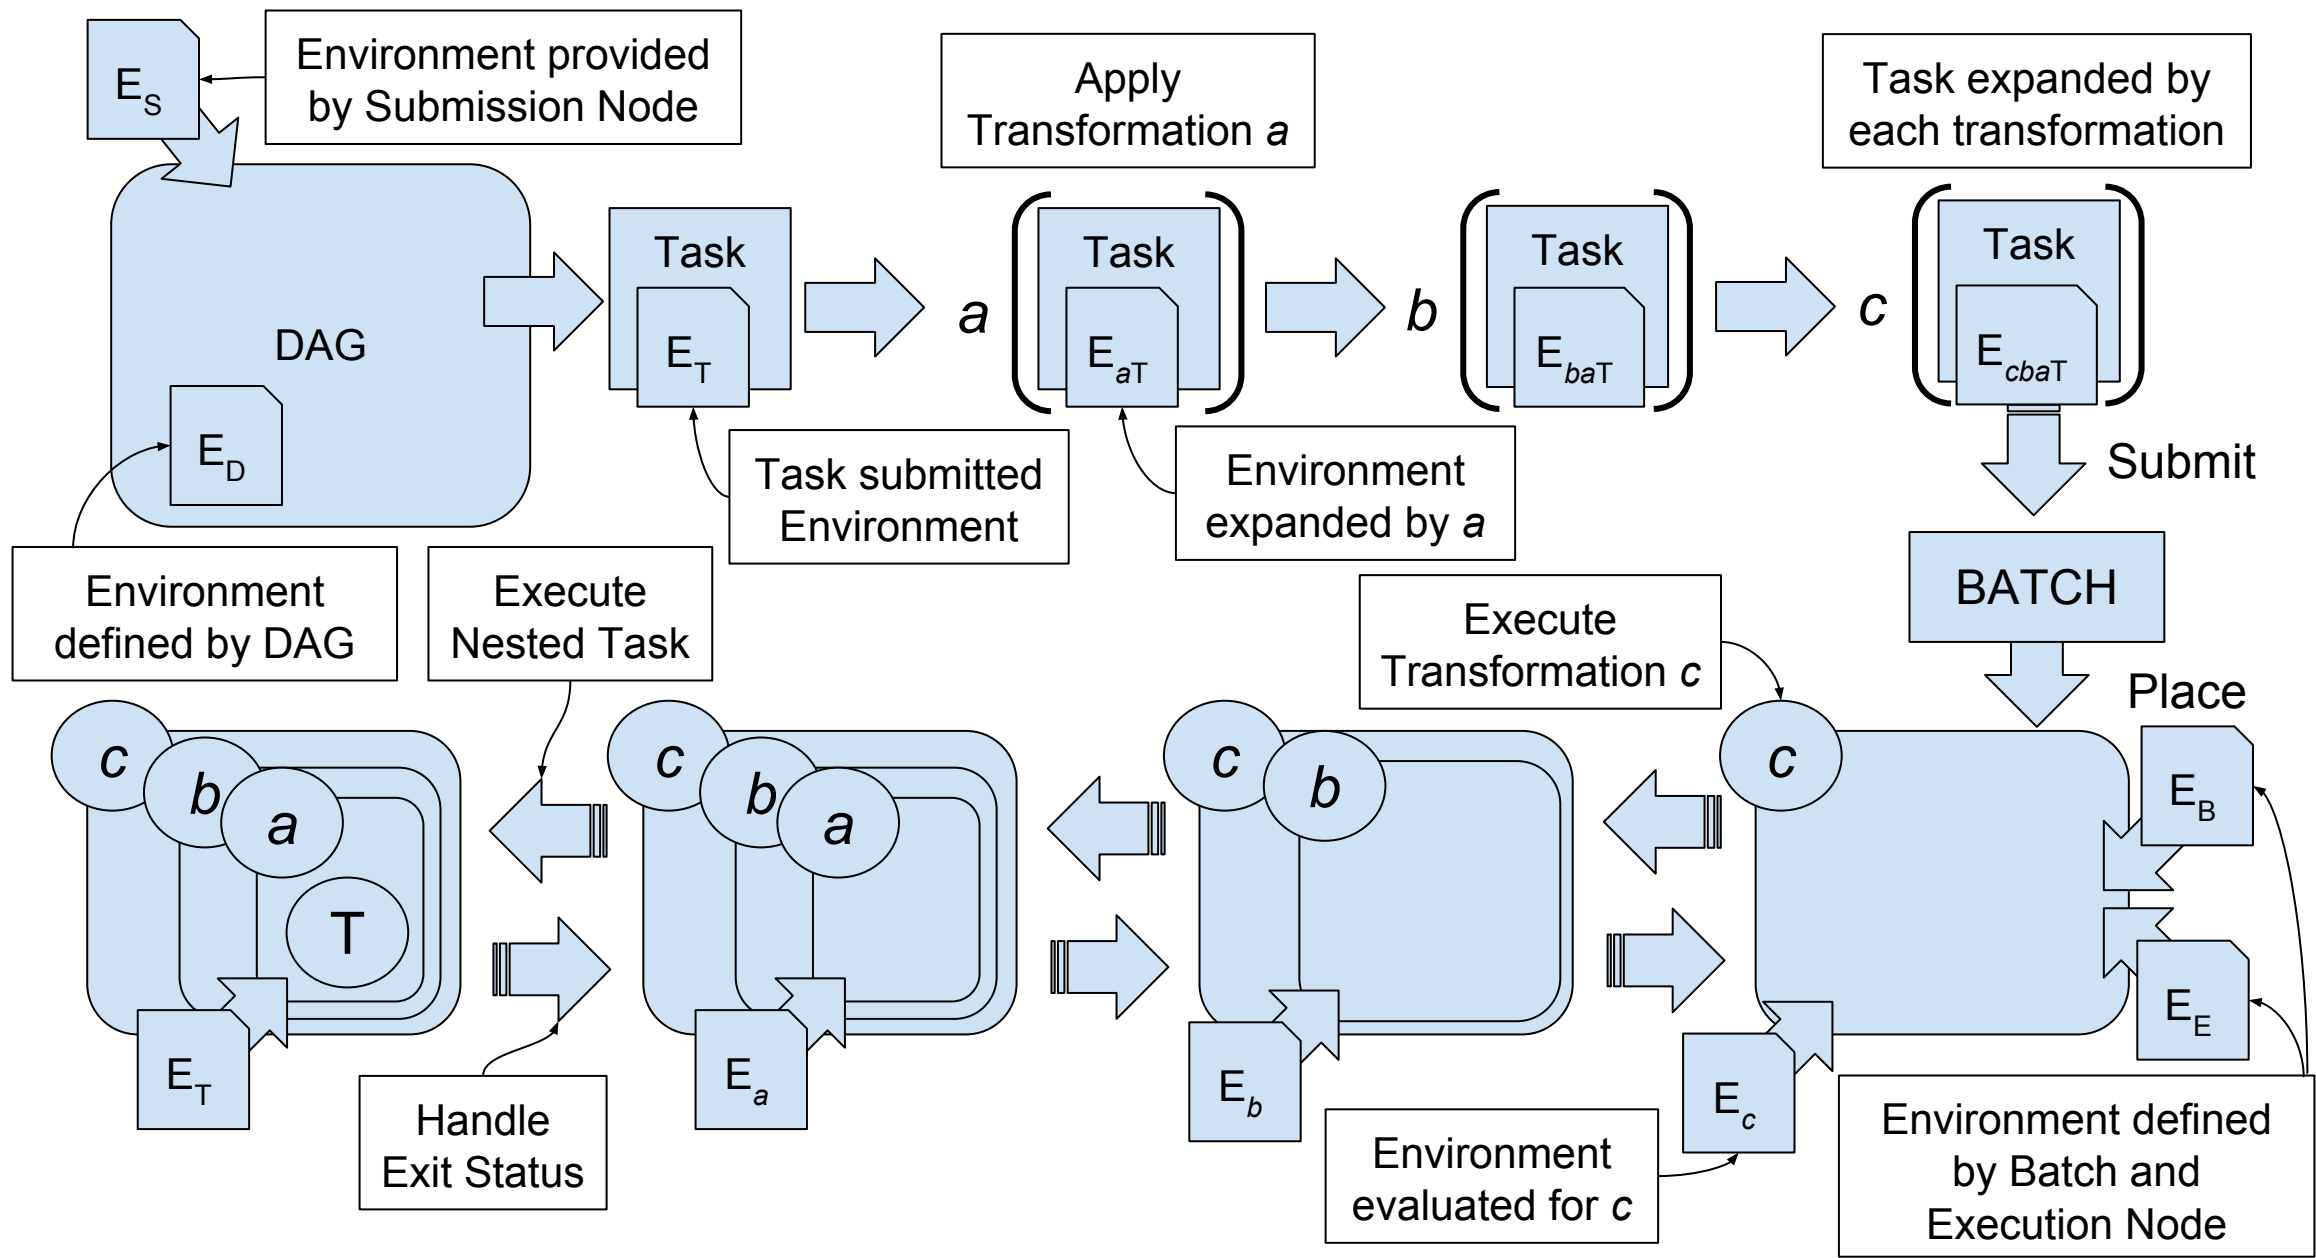 E_S
Environment provided
by Submission Node
Apply
Transformation a
Task expanded by
each transformation
DAG
E_D
Task
E_T
a
Task
E_aT
b
Task
E_baT
c
Task
E_cbaT
Task submitted
Environment
Environment
expanded by a
Submit
Environment
defined by DAG
Execute
Nested Task
Execute
Transformation c
BATCH
Place
c
b
a
T
E_T
c
b
a
E_a
c
b
E_b
c
E_c
E_B
E_E
Handle
Exit Status
Environment
evaluated for c
Environment defined
by Batch and
Execution Node